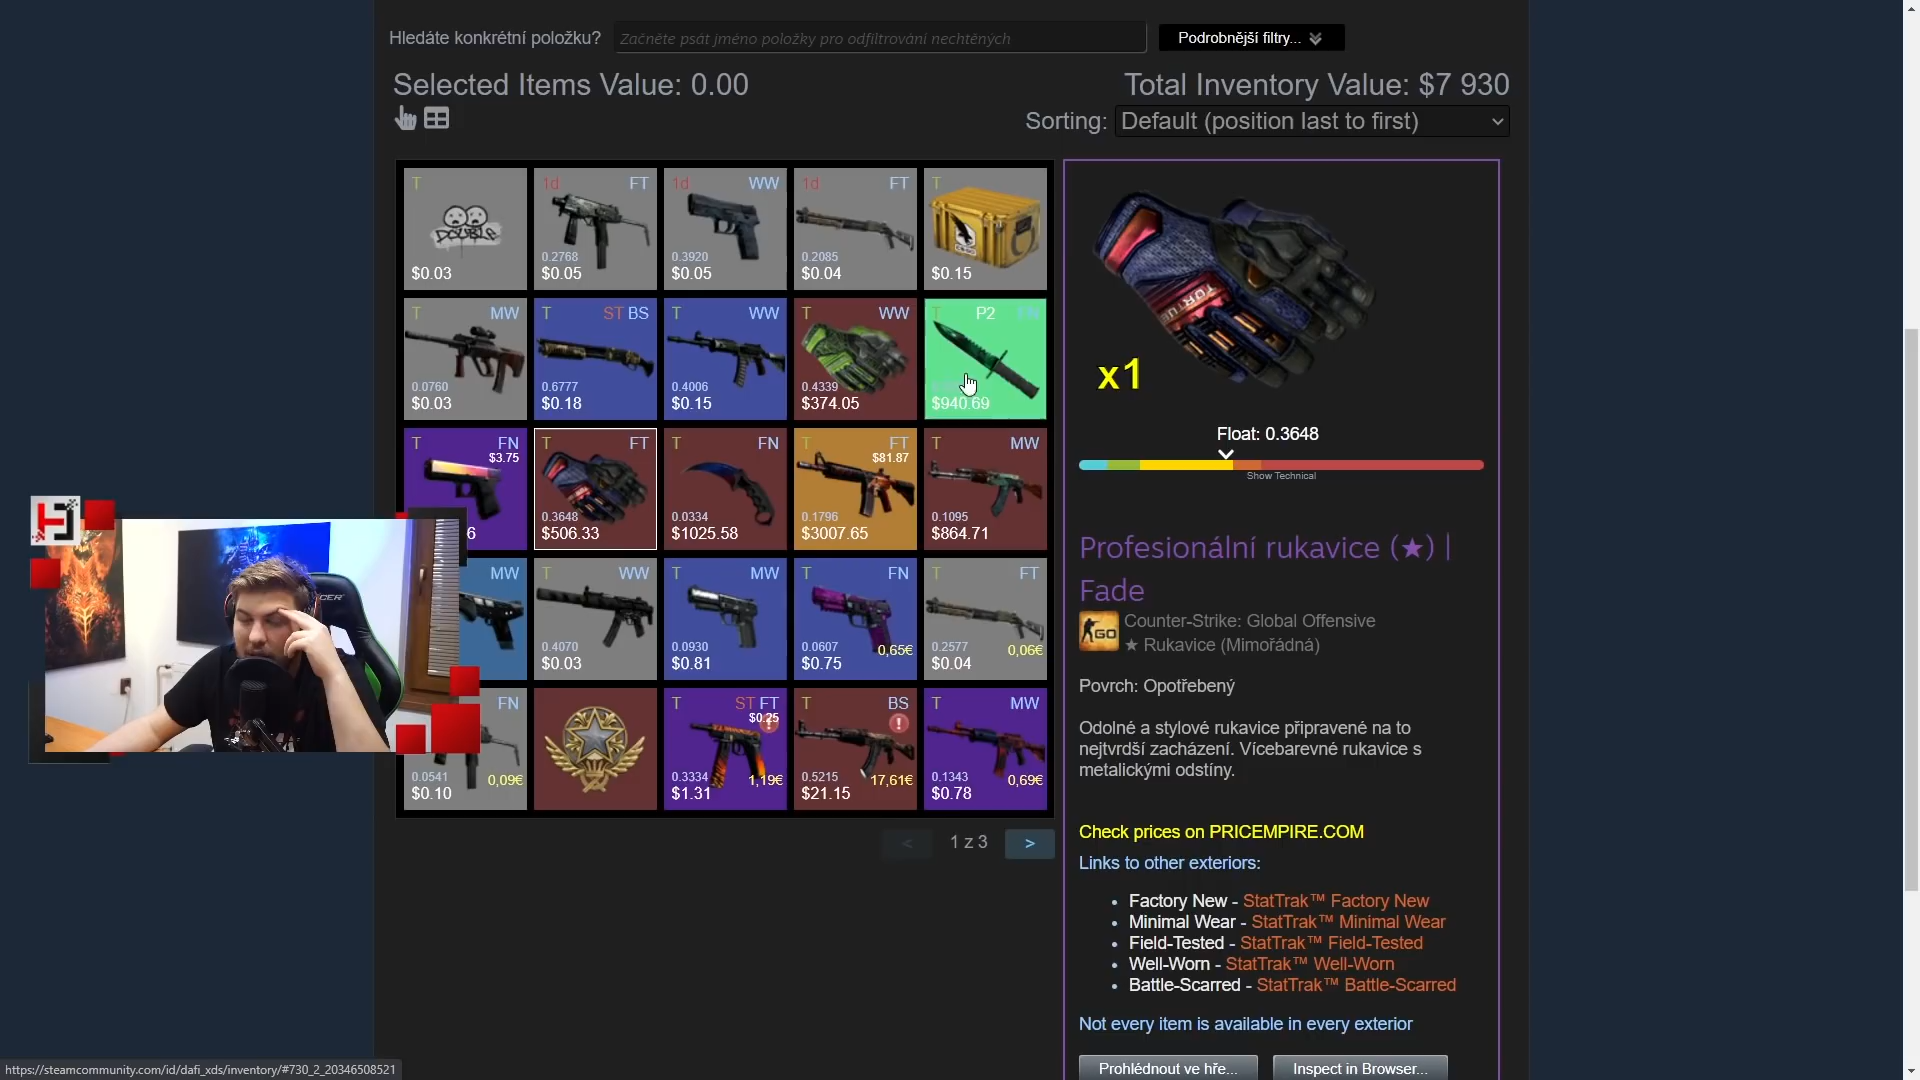 Hledáte konkrétní položku? Začněte psát jméno položky pro odfiltrování nechtěných Podrobnější filtry...
Selected Items Value: 0.00
Total Inventory Value: $7 930
Sorting: Default (position last to first)
T
DOUBLE
$0.03
1d FT
0.2768
$0.05
1d WW
0.3920
$0.05
1d FT
0.2085
$0.04
T
$0.15
T MW
0.0760
$0.03
T ST BS
0.6777
$0.18
T WW
0.4006
$0.15
T WW
0.4339
$374.05
T P2 FN
$940.69
T FN
$3.75
6
T FT
0.3648
$506.33
T FN
0.0334
$1025.58
T FT
$81.87
0.1796
$3007.65
T MW
0.1095
$864.71
MW
T WW
0.4070
$0.03
T MW
0.0930
$0.81
T FN
0.0607
0,65€
$0.75
T FT
0.2577
0,06€
$0.04
FN
0.0541
0,09€
$0.10
T ST FT
$0.25
0.3334
1,19€
$1.31
T BS
0.5215
17,61€
$21.15
T MW
0.1343
0,69€
$0.78
< 1 z 3 >
x1
Float: 0.3648
Show Technical
Profesionální rukavice (★) |
Fade
GO
Counter-Strike: Global Offensive
★ Rukavice (Mimořádná)
Povrch: Opotřebený
Odolné a stylové rukavice připravené na to
nejtvrdší zacházení. Vícebarevné rukavice s
metalickými odstíny.
Check prices on PRICEMPIRE.COM
Links to other exteriors:
• Factory New - StatTrak™ Factory New
• Minimal Wear - StatTrak™ Minimal Wear
• Field-Tested - StatTrak™ Field-Tested
• Well-Worn - StatTrak™ Well-Worn
• Battle-Scarred - StatTrak™ Battle-Scarred
Not every item is available in every exterior
Prohlédnout ve hře... Inspect in Browser...
https://steamcommunity.com/id/dafi_xds/inventory/#730_2_20346508521